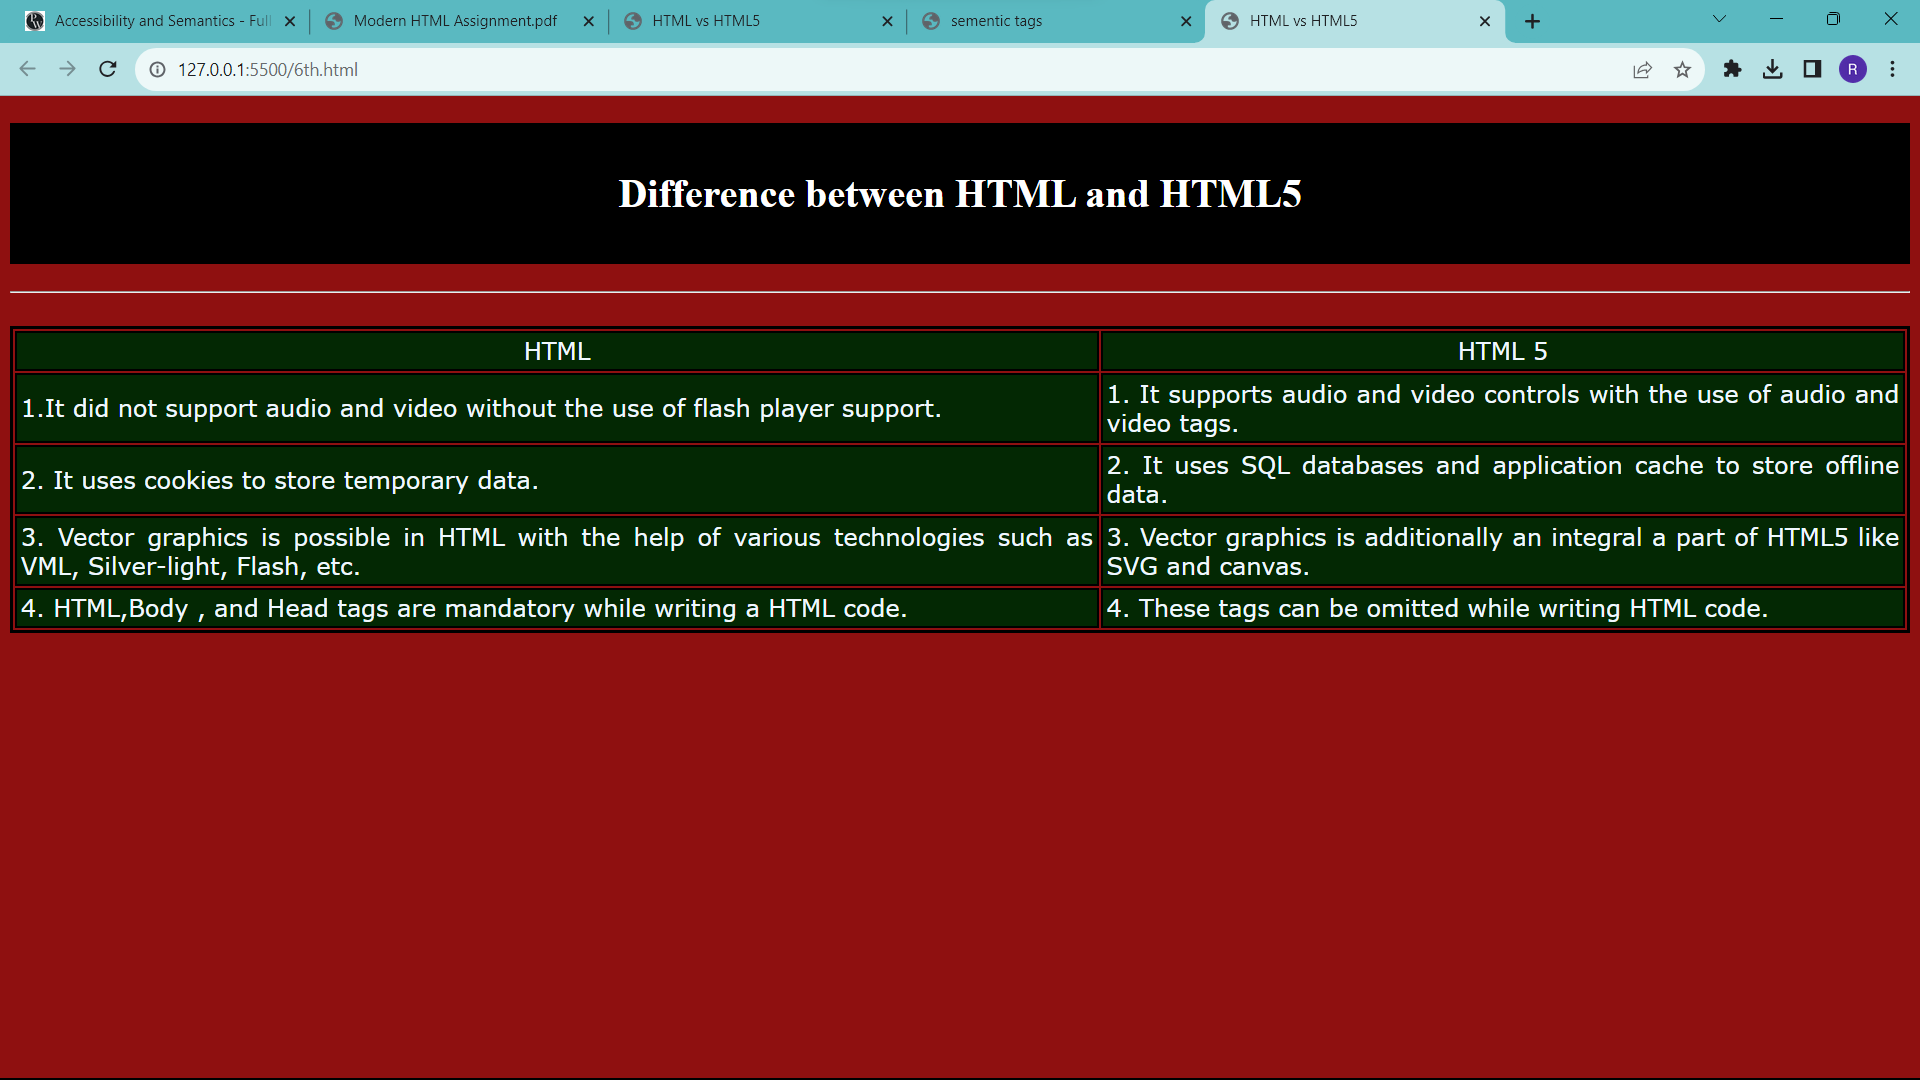 Accessibility and Semantics - Full
Modern HTML Assignment.pdf
HTML vs HTML5
sementic tags
HTML vs HTML5
127.0.0.1:5500/6th.html
R
Difference between HTML and HTML5
HTML
HTML 5
1.It did not support audio and video without the use of flash player support.
1. It supports audio and video controls with the use of audio and
video tags.
2. It uses cookies to store temporary data.
2. It uses SQL databases and application cache to store offline
data.
3. Vector graphics is possible in HTML with the help of various technologies such as
VML, Silver-light, Flash, etc.
3. Vector graphics is additionally an integral a part of HTML5 like
SVG and canvas.
4. HTML,Body , and Head tags are mandatory while writing a HTML code.
4. These tags can be omitted while writing HTML code.